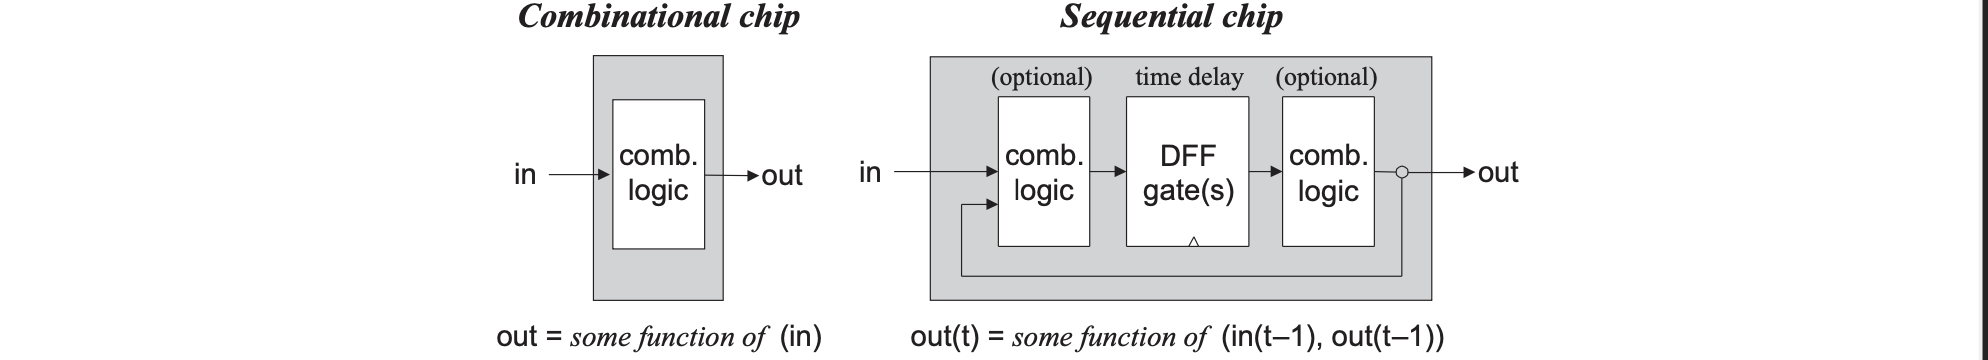 Combinational chip
in
comb.
logic
out
out = some function of (in)
Sequential chip
(optional)
time delay
(optional)
in
comb.
logic
DFF
gate(s)
comb.
logic
out
out(t) = some function of (in(t–1), out(t–1))